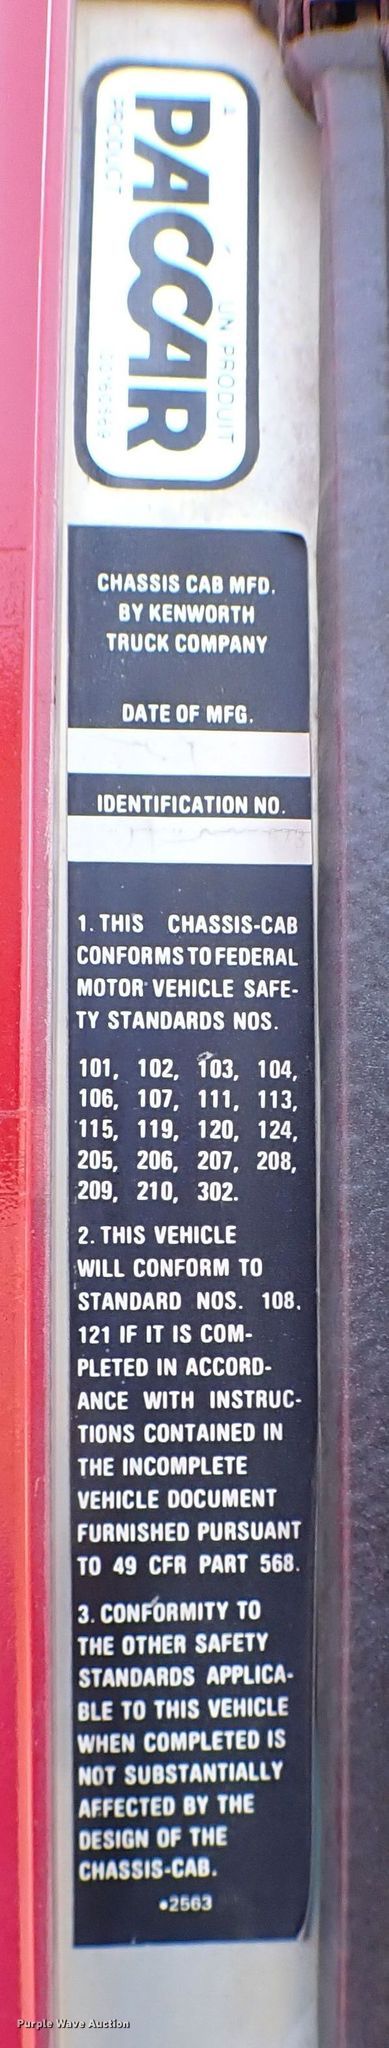 A
PRODUCT
PACCAR
UN PRODUIT
CHASSIS CAB MFD.
BY KENWORTH
TRUCK COMPANY
DATE OF MFG.
IDENTIFICATION NO.
1. THIS CHASSIS-CAB
CONFORMS TO FEDERAL
MOTOR VEHICLE SAFE-
TY STANDARDS NOS.
101, 102, 103, 104,
106, 107, 111, 113,
115, 119, 120, 124,
205, 206, 207, 208,
209, 210, 302.
2. THIS VEHICLE
WILL CONFORM TO
STANDARD NOS. 108,
121 IF IT IS COM-
PLETED IN ACCORD-
ANCE WITH INSTRUC-
TIONS CONTAINED IN
THE INCOMPLETE
VEHICLE DOCUMENT
FURNISHED PURSUANT
TO 49 CFR PART 568.
3. CONFORMITY TO
THE OTHER SAFETY
STANDARDS APPLICA-
BLE TO THIS VEHICLE
WHEN COMPLETED IS
NOT SUBSTANTIALLY
AFFECTED BY THE
DESIGN OF THE
CHASSIS-CAB.
•2563
Purple Wave Auction